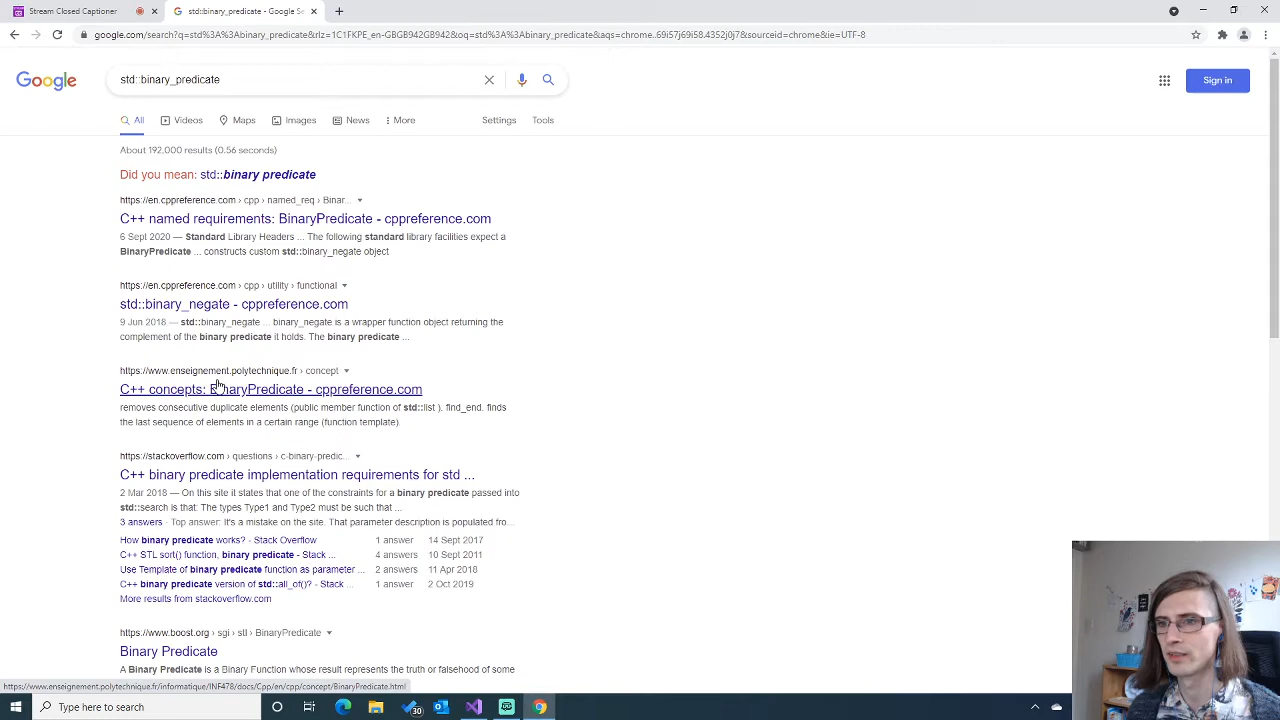 Stream Closed Captioner
std::binary_predicate - Google Se
google.com/search?q=std%3A%3Abinary_predicate&rlz=1C1FKPE_en-GBGB942GB942&oq=std%3A%3Abinary_predicate&aqs=chrome..69i57j69i58.4352j0j7&sourceid=chrome&ie=UTF-8
Google
std::binary_predicate
Sign in
All
Videos
Maps
Images
News
More
Settings
Tools
About 192,000 results (0.56 seconds)
Did you mean: std::binary predicate
https://en.cppreference.com › cpp › named_req › Binar...
C++ named requirements: BinaryPredicate - cppreference.com
6 Sept 2020 — Standard Library Headers ... The following standard library facilities expect a
BinaryPredicate ... constructs custom std::binary_negate object
https://en.cppreference.com › cpp › utility › functional
std::binary_negate - cppreference.com
9 Jun 2018 — std::binary_negate ... binary_negate is a wrapper function object returning the
complement of the binary predicate it holds. The binary predicate ...
https://www.enseignement.polytechnique.fr › concept
C++ concepts: BinaryPredicate - cppreference.com
removes consecutive duplicate elements (public member function of std::list ). find_end. finds
the last sequence of elements in a certain range (function template).
https://stackoverflow.com › questions › c-binary-predic...
C++ binary predicate implementation requirements for std ...
2 Mar 2018 — On this site it states that one of the constraints for a binary predicate passed into
std::search is that: The types Type1 and Type2 must be such that ...
3 answers · Top answer: It's a mistake on the site. That parameter description is populated fro...
How binary predicate works? - Stack Overflow 1 answer 14 Sept 2017
C++ STL sort() function, binary predicate - Stack ... 4 answers 10 Sept 2011
Use Template of binary predicate function as parameter ... 2 answers 11 Apr 2018
C++ binary predicate version of std::all_of()? - Stack ... 1 answer 2 Oct 2019
More results from stackoverflow.com
https://www.boost.org › sgi › stl › BinaryPredicate
Binary Predicate
A Binary Predicate is a Binary Function whose result represents the truth or falsehood of some
https://www.enseignement.polytechnique.fr/informatique/INF478/docs/Cpp/en/cpp/concept/BinaryPredicate.html
Type here to search
30